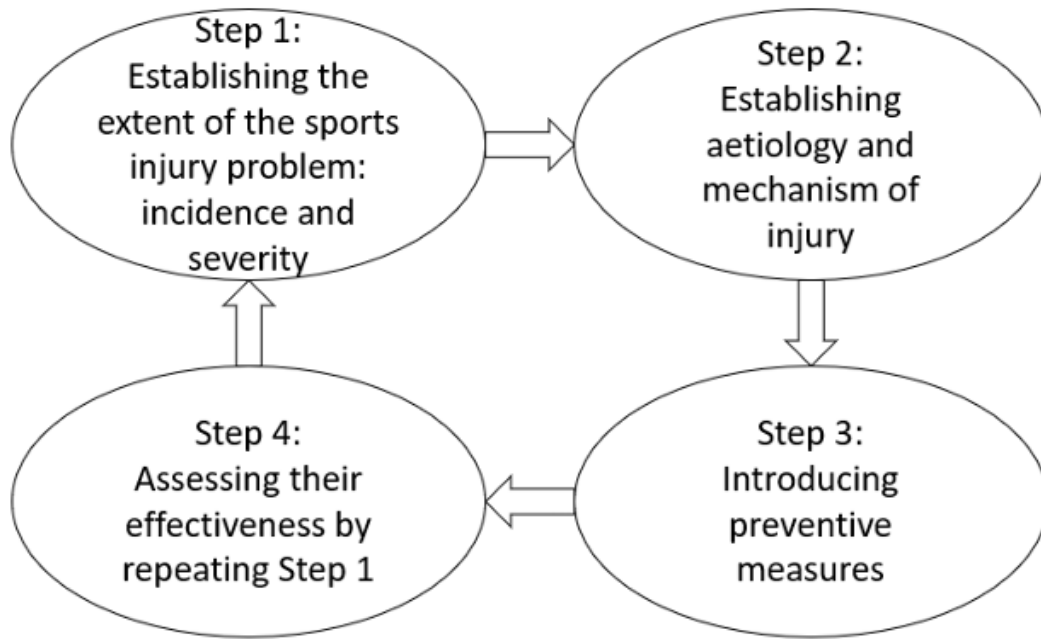 Step 1:
Establishing the
extent of the sports
injury problem:
incidence and
severity
Step 2:
Establishing
aetiology and
mechanism of
injury
Step 3:
Introducing
preventive
measures
Step 4:
Assessing their
effectiveness by
repeating Step 1